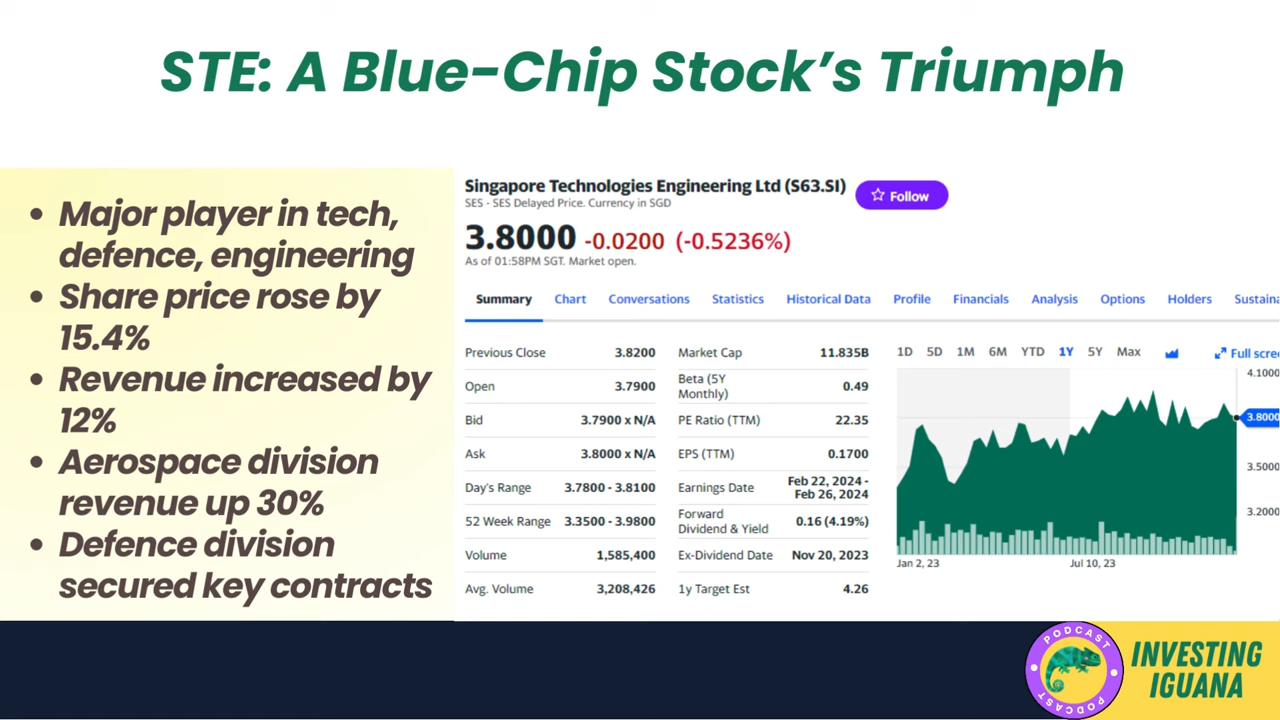 STE: A Blue-Chip Stock's Triumph
• Major player in tech,
defence, engineering
• Share price rose by
15.4%
• Revenue increased by
12%
• Aerospace division
revenue up 30%
• Defence division
secured key contracts
Singapore Technologies Engineering Ltd (S63.SI)
Follow
SES - SES Delayed Price. Currency in SGD
3.8000 -0.0200 (-0.5236%)
As of 01:58PM SGT. Market open.
Summary Chart Conversations Statistics Historical Data Profile Financials Analysis Options Holders Sustaina
Previous Close 3.8200
Open 3.7900
Bid 3.7900 x N/A
Ask 3.8000 x N/A
Day's Range 3.7800 - 3.8100
52 Week Range 3.3500 - 3.9800
Volume 1,585,400
Avg. Volume 3,208,426
Market Cap 11.835B
Beta (5Y
Monthly) 0.49
PE Ratio (TTM) 22.35
EPS (TTM) 0.1700
Earnings Date Feb 22, 2024 -
Feb 26, 2024
Forward
Dividend & Yield 0.16 (4.19%)
Ex-Dividend Date Nov 20, 2023
1y Target Est 4.26
1D 5D 1M 6M YTD 1Y 5Y Max Full scree
4.1000
3.8000
3.5000
3.2000
Jan 2, 23 Jul 10, 23
PODCAST
PODCAST
INVESTING
IGUANA